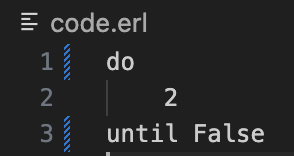 code.erl
1 do
2 2
3 until False